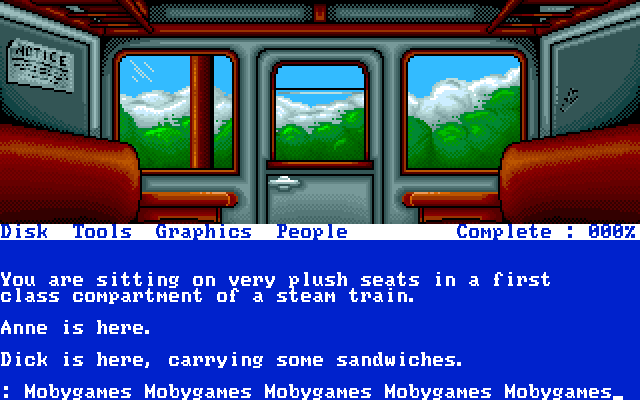 NOTICE
Disk Tools Graphics People Complete : 000%
You are sitting on very plush seats in a first
class compartment of a steam train.
Anne is here.
Dick is here, carrying some sandwiches.
: Mobygames Mobygames Mobygames Mobygames Mobygames_